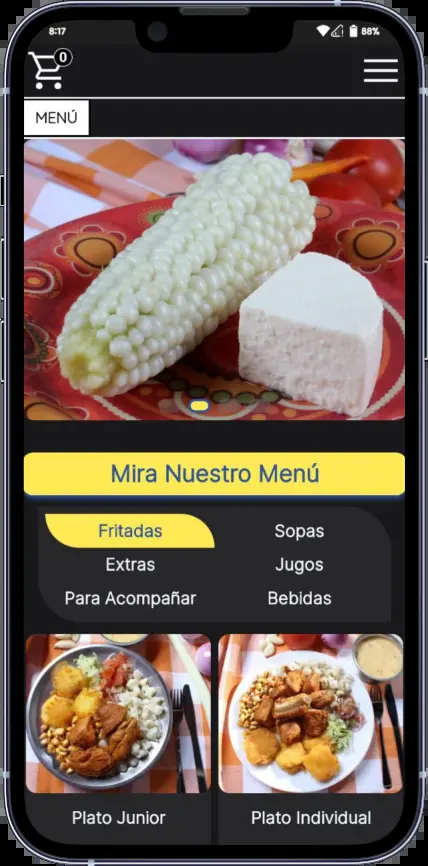 8:17 88%
0
MENÚ
Mira Nuestro Menú
Fritadas Sopas
Extras Jugos
Para Acompañar Bebidas
Plato Junior Plato Individual